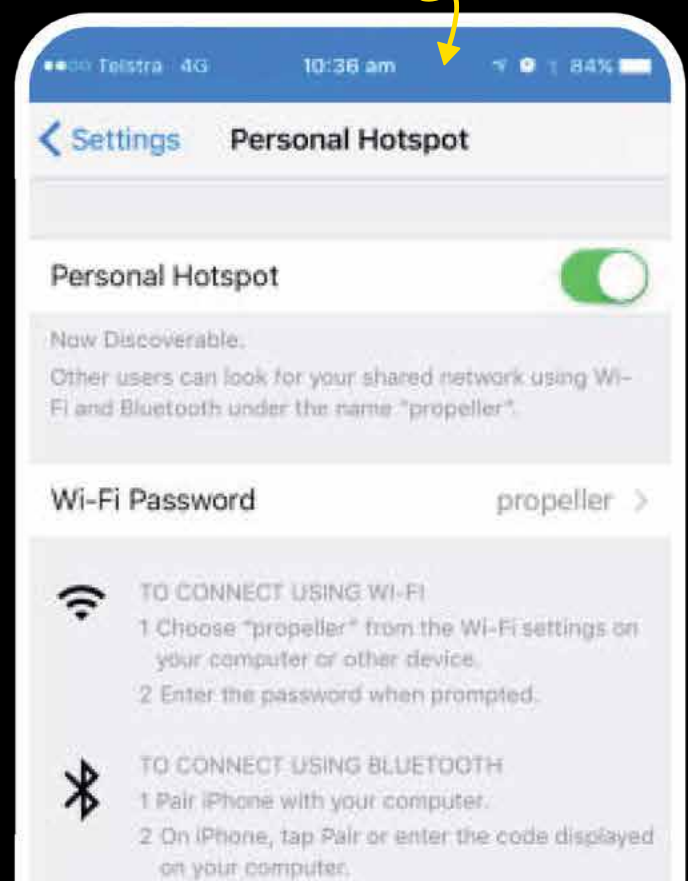 Telstra 4G 10:36 am 84%
Settings Personal Hotspot
Personal Hotspot
Now Discoverable.
Other users can look for your shared network using Wi-
Fi and Bluetooth under the name "propeller".
Wi-Fi Password propeller
TO CONNECT USING WI-FI
1 Choose "propeller" from the Wi-Fi settings on
your computer or other device.
2 Enter the password when prompted.
TO CONNECT USING BLUETOOTH
1 Pair iPhone with your computer.
2 On iPhone, tap Pair or enter the code displayed
on your computer.